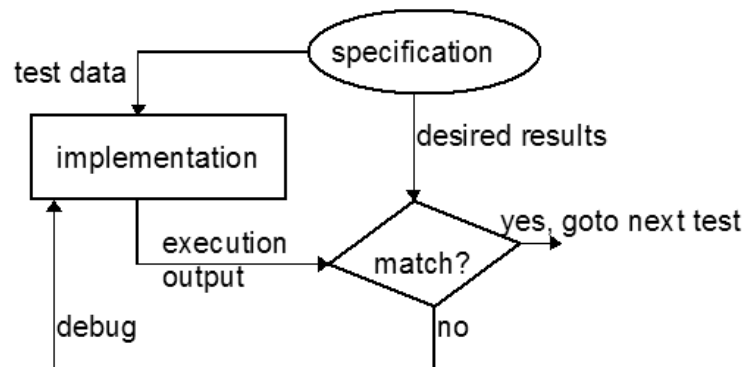 specification
test data
desired results
implementation
yes, goto next test
execution
output
match?
debug
no